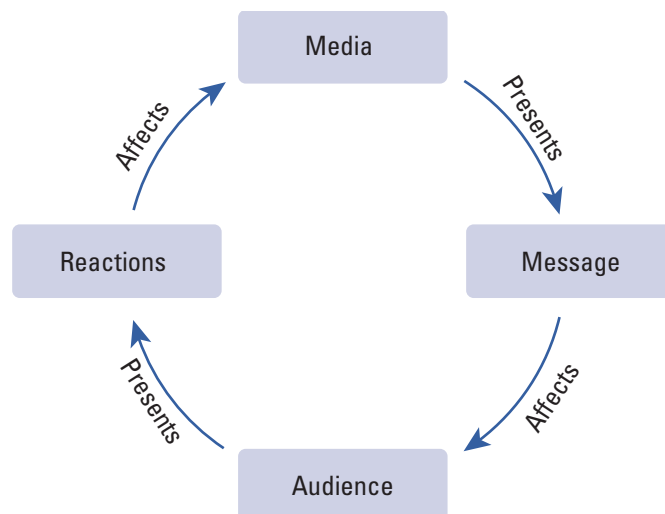 Media
Presents
Message
Affects
Audience
Presents
Reactions
Affects